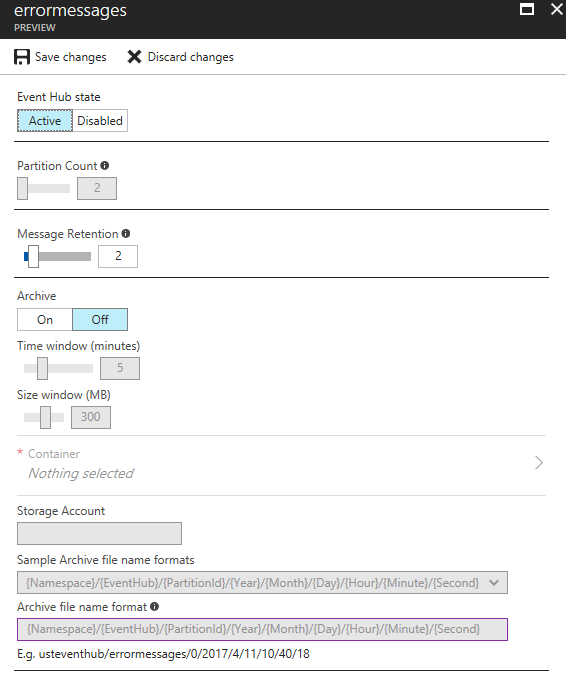 errormessages
PREVIEW
Save changes Discard changes
Event Hub state
Active Disabled
Partition Count
2
Message Retention
2
Archive
On Off
Time window (minutes)
5
Size window (MB)
300
* Container
Nothing selected
Storage Account
Sample Archive file name formats
{Namespace}/{EventHub}/{PartitionId}/{Year}/{Month}/{Day}/{Hour}/{Minute}/{Second}
Archive file name format
{Namespace}/{EventHub}/{PartitionId}/{Year}/{Month}/{Day}/{Hour}/{Minute}/{Second}
E.g. usteventhub/errormessages/0/2017/4/11/10/40/18